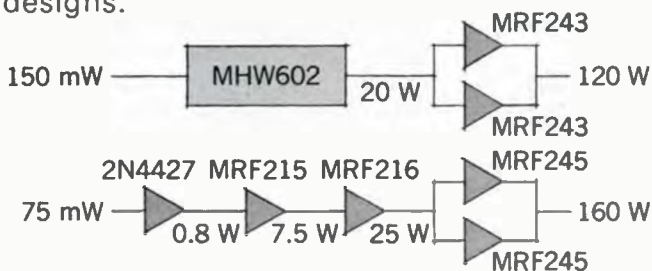 designs.
MRF243
150 mW MHW602 20 W 120 W
MRF243
2N4427 MRF215 MRF216 MRF245
75 mW 0.8 W 7.5 W 25 W 160 W
MRF245